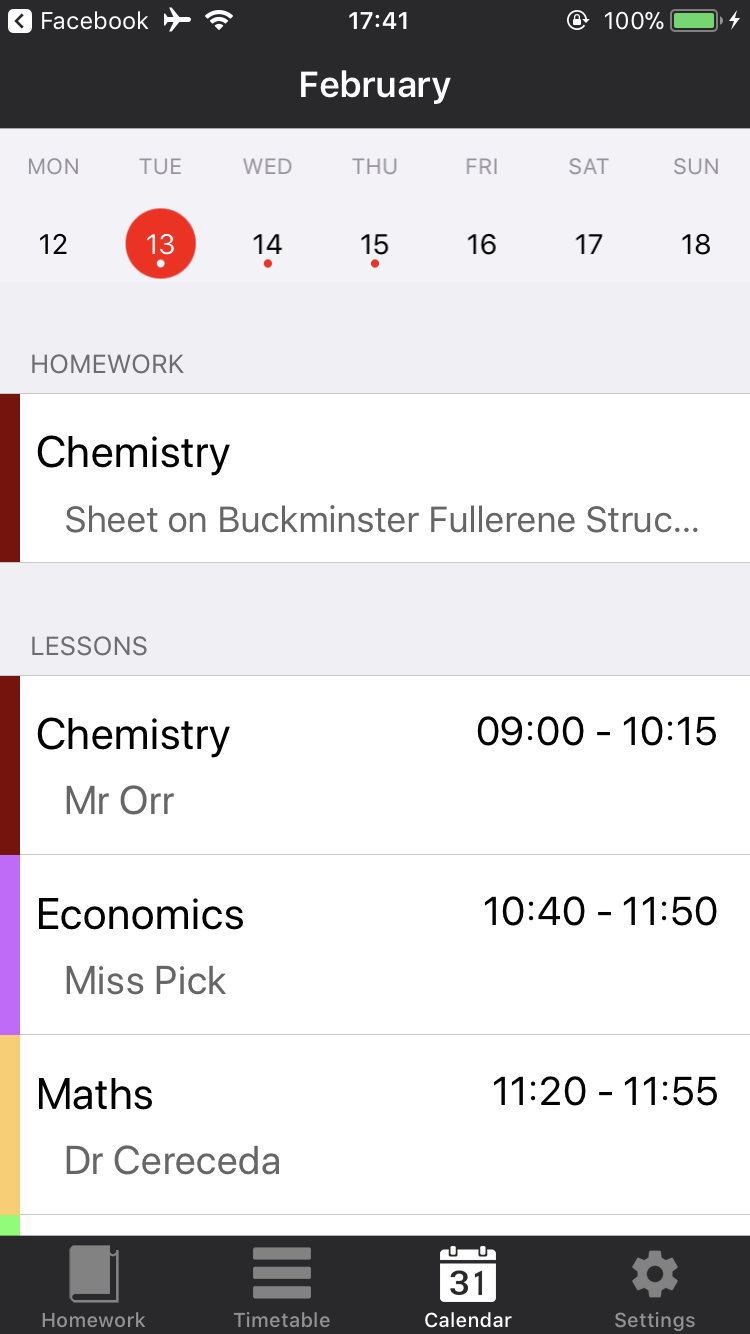 Facebook 17:41 100%
February
MON TUE WED THU FRI SAT SUN
12 13 14 15 16 17 18
HOMEWORK
Chemistry
Sheet on Buckminster Fullerene Struc...
LESSONS
Chemistry 09:00 - 10:15
Mr Orr
Economics 10:40 - 11:50
Miss Pick
Maths 11:20 - 11:55
Dr Cereceda
31
Homework Timetable Calendar Settings